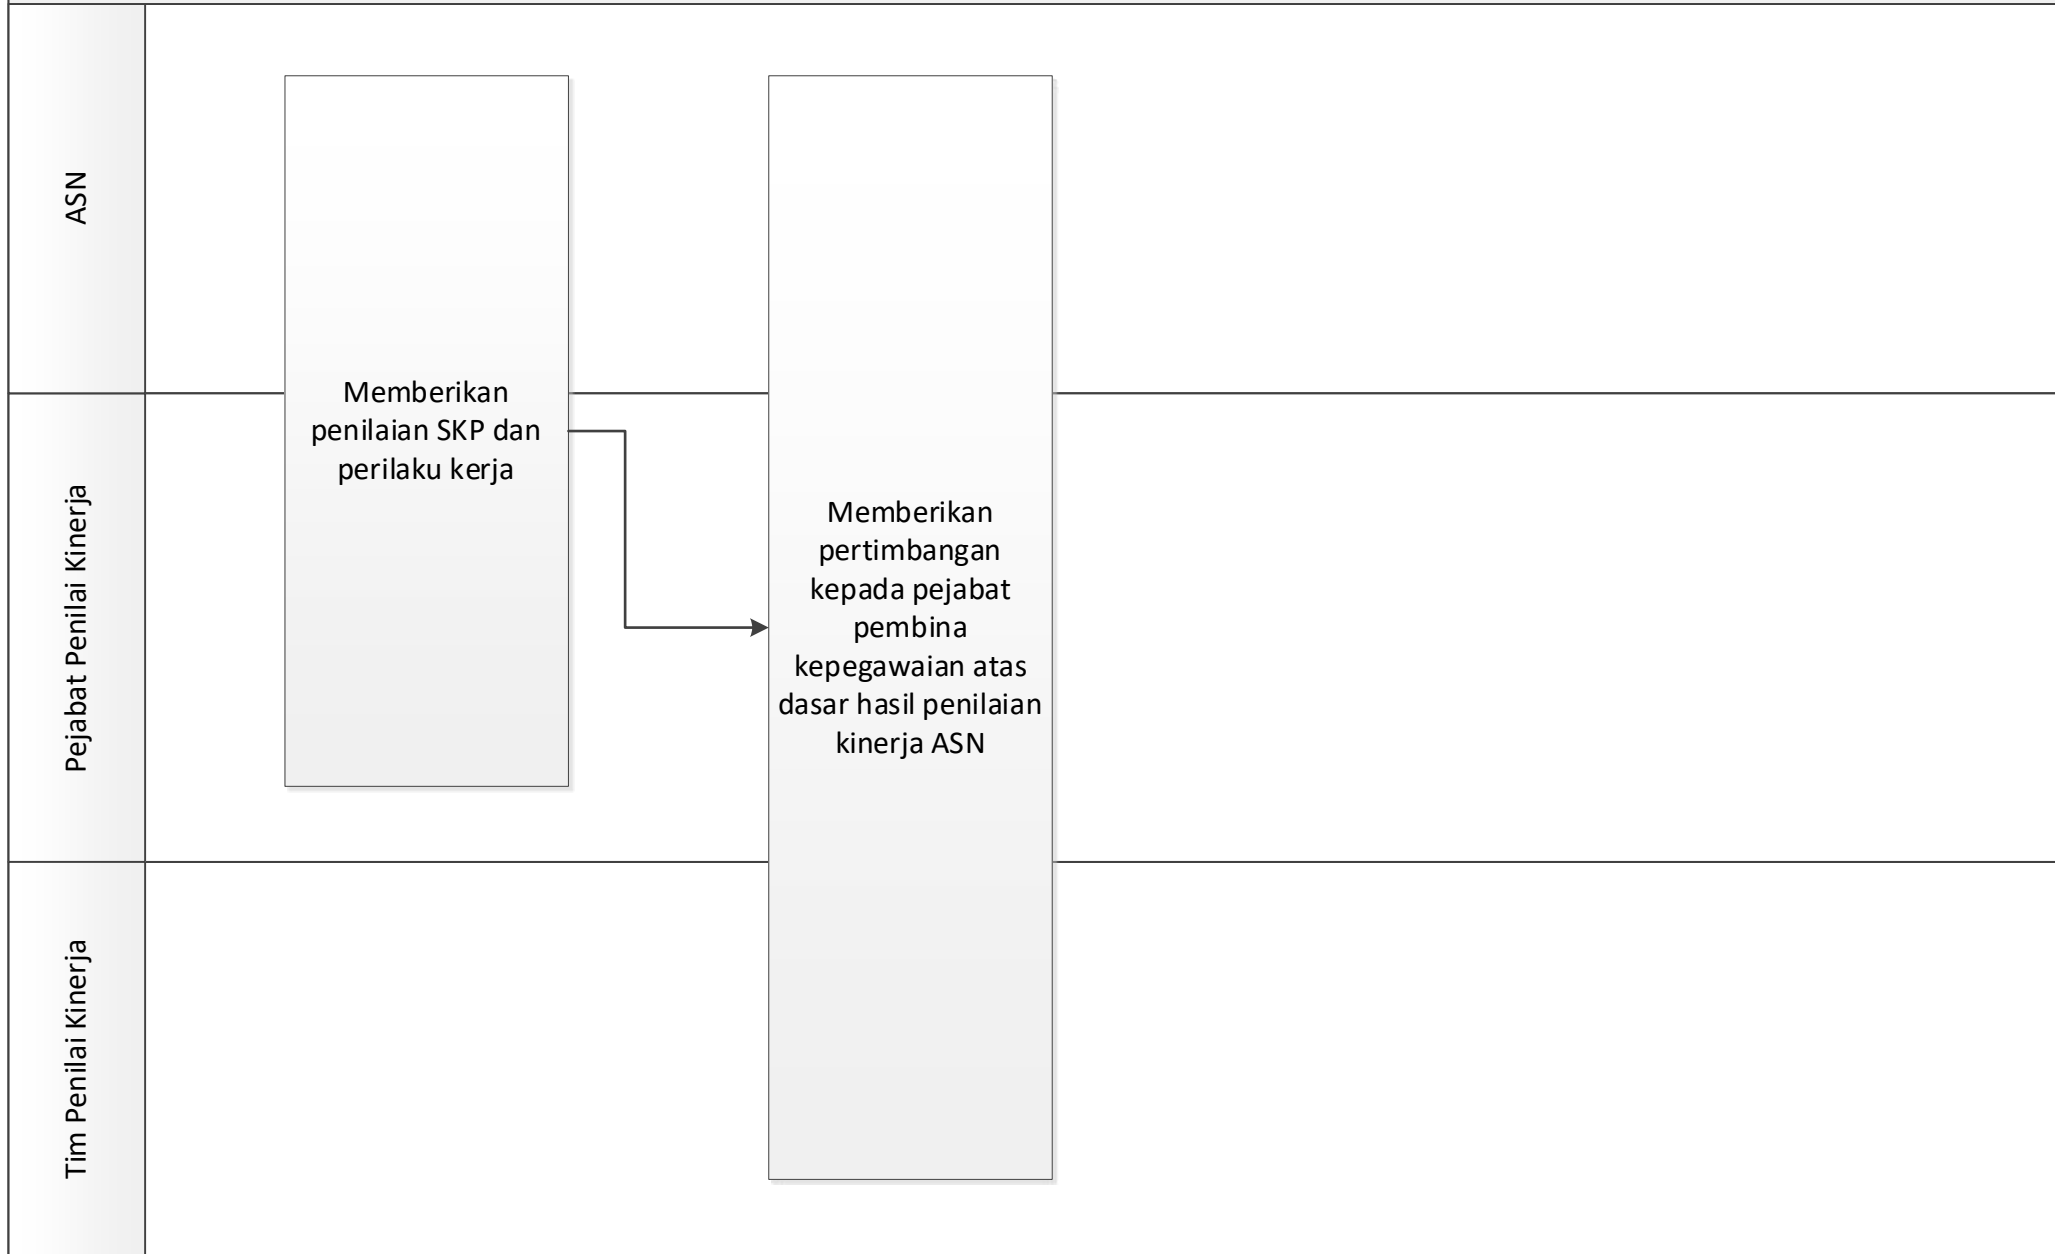 ASN
Memberikan
penilaian SKP dan
perilaku kerja
Pejabat Penilai Kinerja
Memberikan
pertimbangan
kepada pejabat
pembina
kepegawaian atas
dasar hasil penilaian
kinerja ASN
Tim Penilai Kinerja